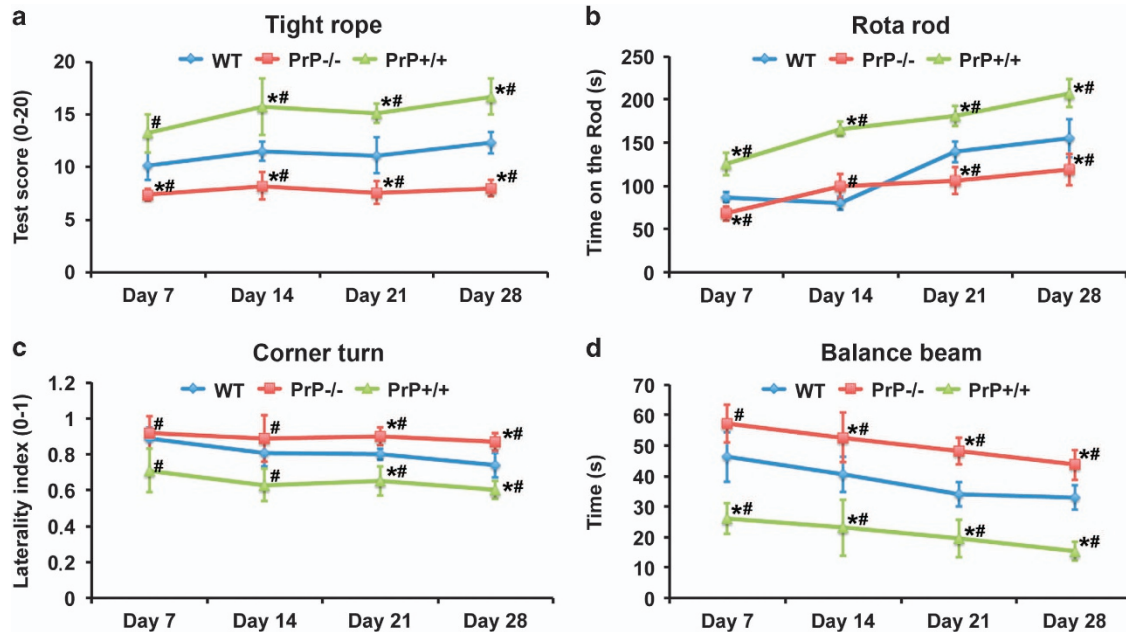 a
Tight rope
WT PrP-/- PrP+/+
Test score (0-20)
20
15
10
5
0
# *# *# *#
*# *# *# *#
Day 7 Day 14 Day 21 Day 28
b
Rota rod
WT PrP-/- PrP+/+
Time on the Rod (s)
250
200
150
100
50
0
*# *# *# *#
*# # *# *#
Day 7 Day 14 Day 21 Day 28
c
Corner turn
WT PrP-/- PrP+/+
Laterality index (0-1)
1.2
1
0.8
0.6
0.4
0.2
0
# # *# *#
# # *# *#
Day 7 Day 14 Day 21 Day 28
d
Balance beam
WT PrP-/- PrP+/+
Time (s)
70
60
50
40
30
20
10
0
# *# *# *#
*# *# *# *#
Day 7 Day 14 Day 21 Day 28